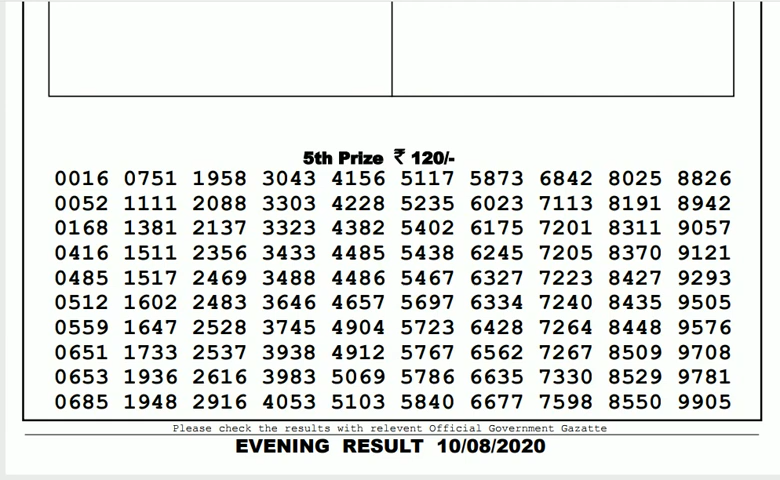 5th Prize ₹ 120/-
0016 0751 1958 3043 4156 5117 5873 6842 8025 8826
0052 1111 2088 3303 4228 5235 6023 7113 8191 8942
0168 1381 2137 3323 4382 5402 6175 7201 8311 9057
0416 1511 2356 3433 4485 5438 6245 7205 8370 9121
0485 1517 2469 3488 4486 5467 6327 7223 8427 9293
0512 1602 2483 3646 4657 5697 6334 7240 8435 9505
0559 1647 2528 3745 4904 5723 6428 7264 8448 9576
0651 1733 2537 3938 4912 5767 6562 7267 8509 9708
0653 1936 2616 3983 5069 5786 6635 7330 8529 9781
0685 1948 2916 4053 5103 5840 6677 7598 8550 9905
Please check the results with relevent Official Government Gazatte
EVENING RESULT 10/08/2020